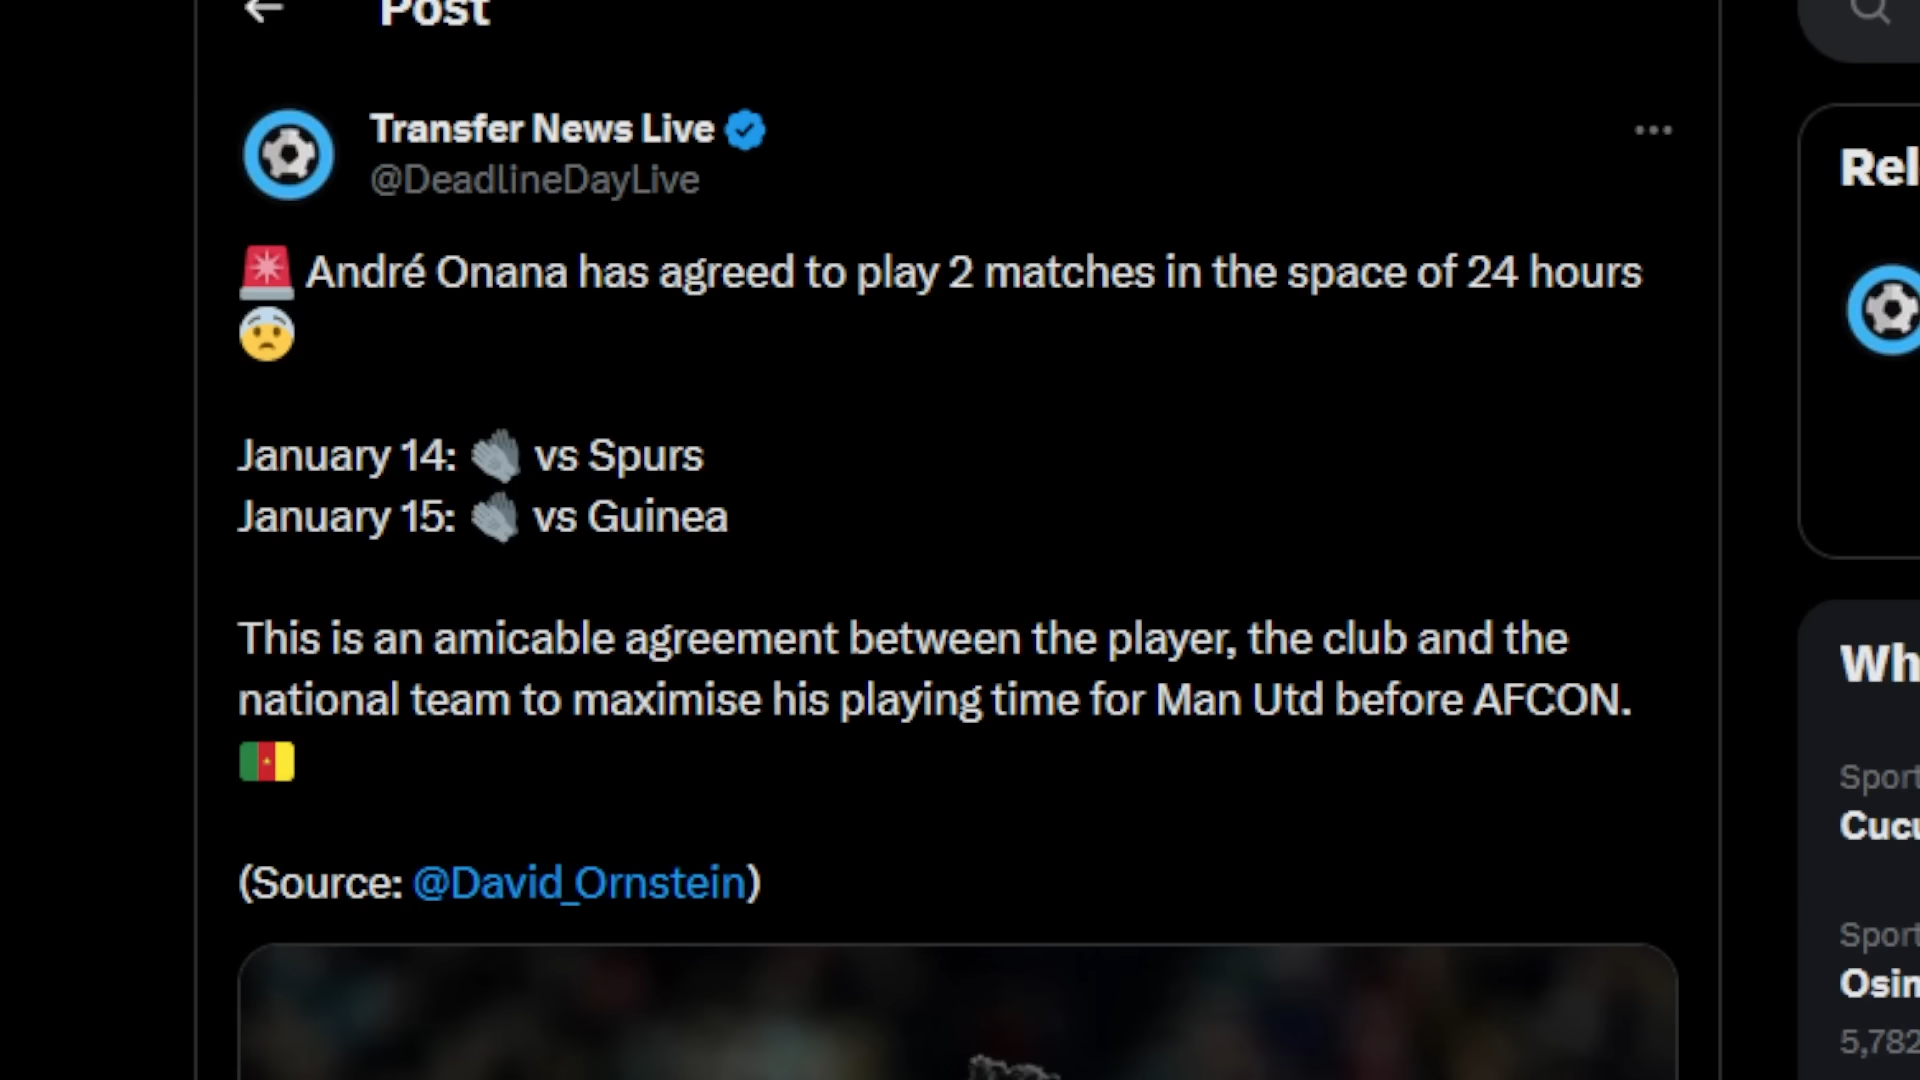 Post
Transfer News Live
@DeadlineDayLive
🚨 André Onana has agreed to play 2 matches in the space of 24 hours
😨
January 14: 🧤 vs Spurs
January 15: 🧤 vs Guinea
This is an amicable agreement between the player, the club and the
national team to maximise his playing time for Man Utd before AFCON.
🇨🇲
(Source: @David_Ornstein)
Rel
Wh
Sport
Cucu
Sport
Osin
5,782